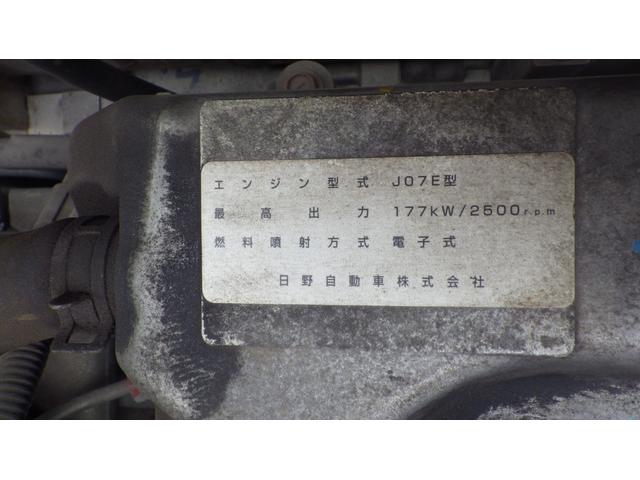 エンジン型式 J07E型
最高出力 177kW/2500r.p.m
燃料噴射方式 電子式
日野自動車株式会社